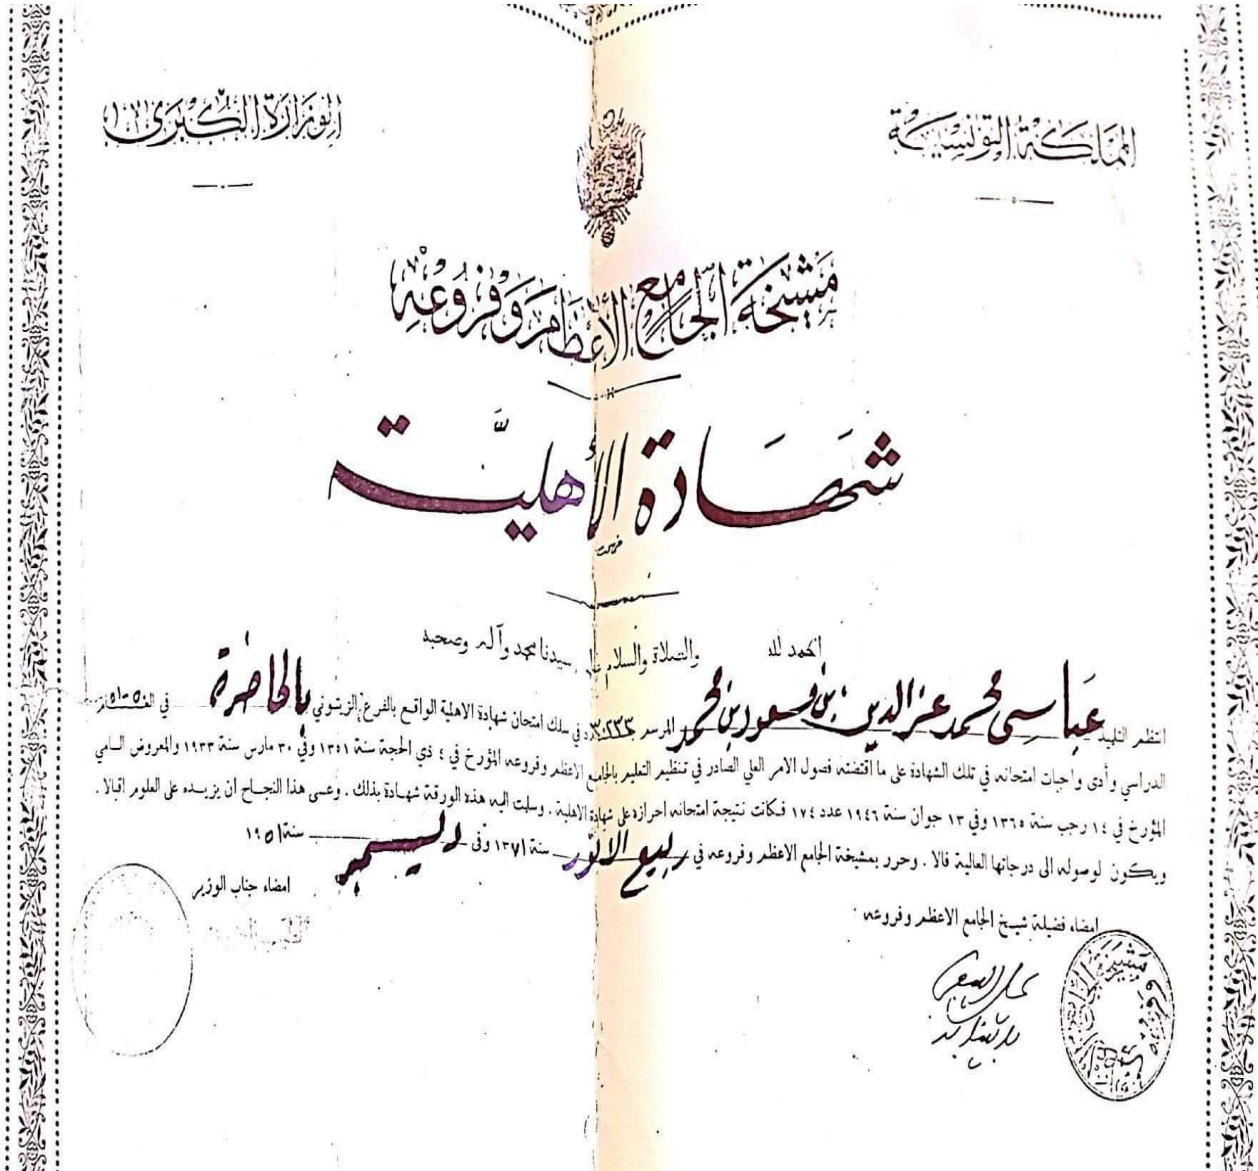 المملكة التونسية
الوزارة الكبرى
مشيخة الجامع الأعظم وفروعه
شهادة الأهلية
الحمد لله والصلاة والسلام على سيدنا محمد وآله وصحبه
انتظم التلميذ عباسي محمد عز الدين بن مسعود بن محمد المرسم في سلك امتحان شهادة الاهلية الواقع بالفرع الزيتوني بالحاضرة في العام
الدراسي وأدى واجبات امتحانه في تلك الشهادة على ما اقتضته فصول الامر العلي الصادر في تنظيم التعليم بالجامع الاعظم وفروعه المؤرخ في ٤ ذي الحجة سنة ١٣٥١ وفي ٣٠ مارس سنة ١٩٣٣ والمعروض السامي
المؤرخ في ١٤ رجب سنة ١٣٦٥ وفي ١٣ جوان سنة ١٩٤٦ عدد ١٧٤ فكانت نتيجة امتحانه احرازه على شهادة الاهلية . وسلمت اليه هذه الورقة شهادة بذلك . وعسى هذا النجاح ان يزيده على العلوم اقبالا .
ويكون لوصوله الى درجاتها العالية فالا . وحرر بمشيخة الجامع الاعظم وفروعه في ربيع الانور سنة ١٣٧١ وفي ديسمبر سنة ١٩٥١
امضاء فضيلة شيخ الجامع الاعظم وفروعه
امضاء جناب الوزير